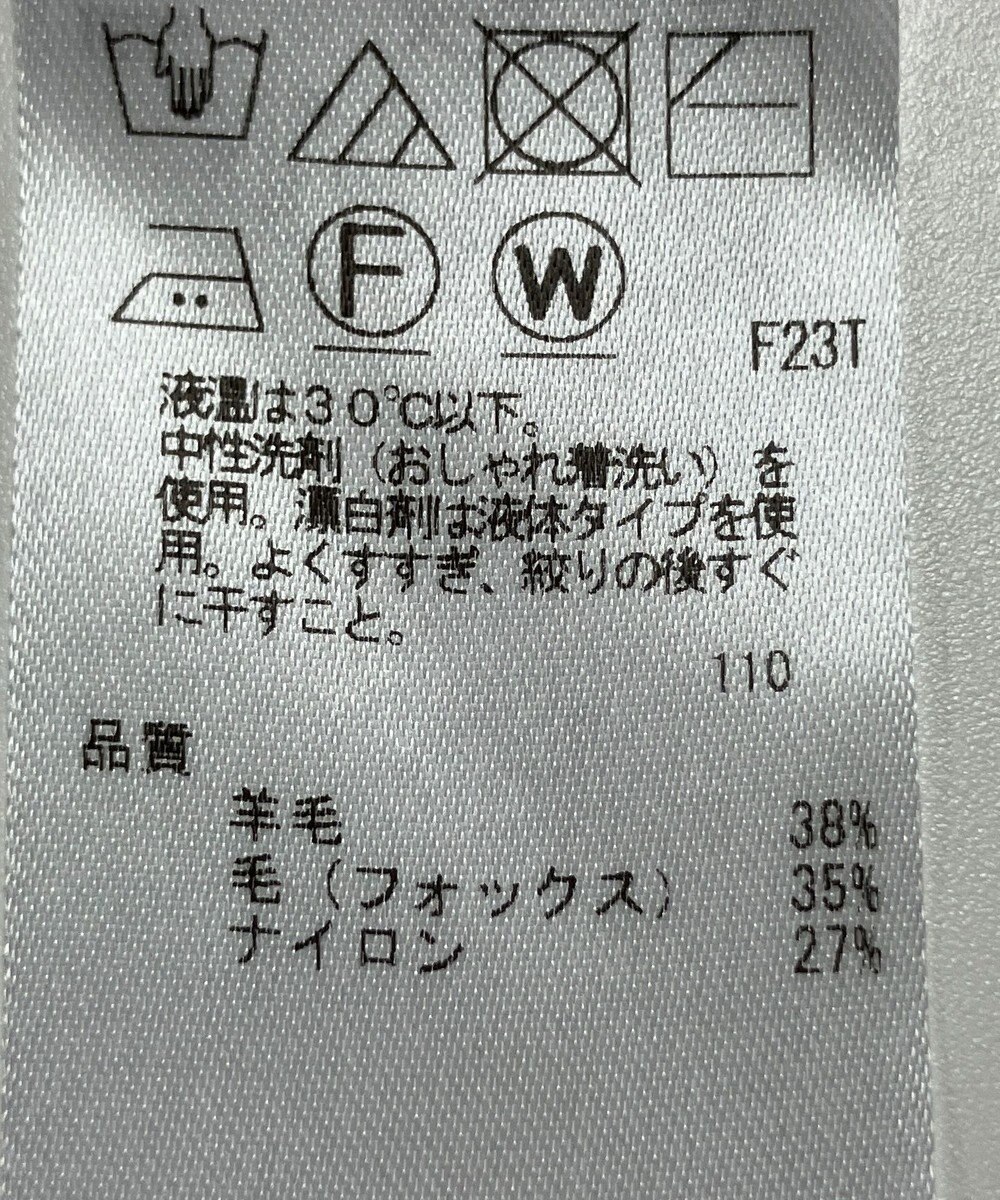 F W
F23T
液温は30℃以下。
中性洗剤(おしゃれ着洗い)を
使用。漂白剤は液体タイプを使
用。よくすすぎ、絞りの後すぐ
に干すこと。
110
品質
羊毛 38%
毛(フォックス) 35%
ナイロン 27%